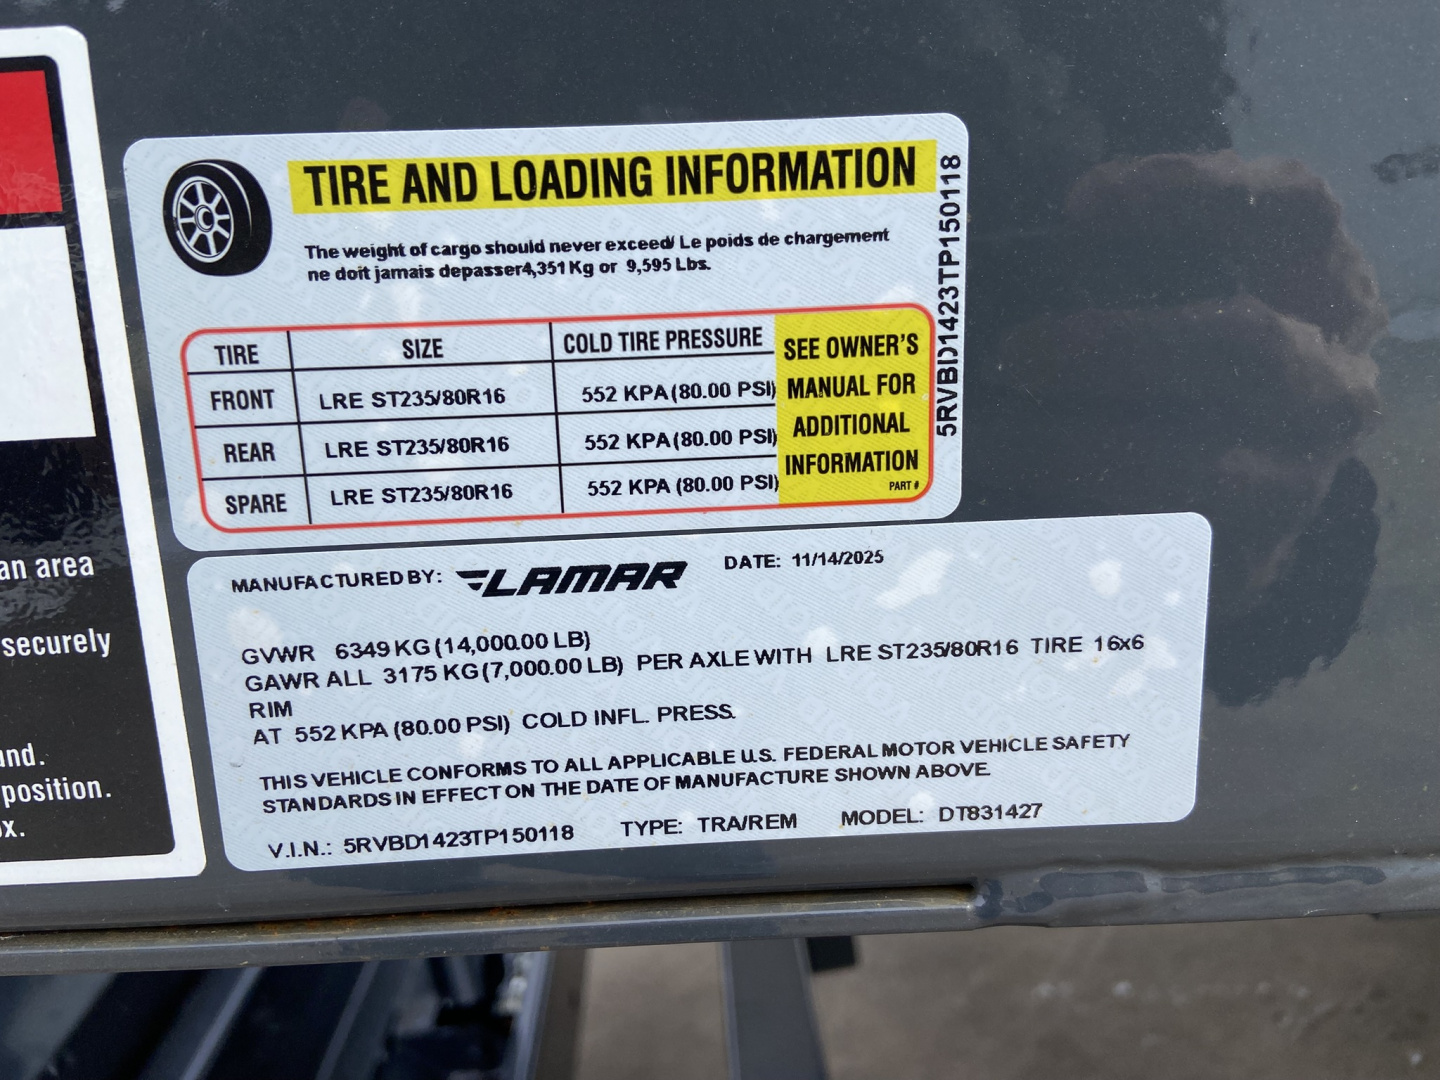 an area
securely
und.
position.
ox.
TIRE AND LOADING INFORMATION
The weight of cargo should never exceed/ Le poids de chargement
ne doit jamais depasser4,351 Kg or 9,595 Lbs.
TIRE SIZE COLD TIRE PRESSURE
FRONT LRE ST235/80R16 552 KPA (80.00 PSI)
REAR LRE ST235/80R16 552 KPA (80.00 PSI)
SPARE LRE ST235/80R16 552 KPA (80.00 PSI)
SEE OWNER'S
MANUAL FOR
ADDITIONAL
INFORMATION
PART #
5RVBD1423TP150118
MANUFACTURED BY: LAMAR DATE: 11/14/2025
GVWR 6349 KG (14,000.00 LB)
GAWR ALL 3175 KG (7,000.00 LB) PER AXLE WITH LRE ST235/80R16 TIRE 16x6
RIM
AT 552 KPA (80.00 PSI) COLD INFL. PRESS.
THIS VEHICLE CONFORMS TO ALL APPLICABLE U.S. FEDERAL MOTOR VEHICLE SAFETY
STANDARDS IN EFFECT ON THE DATE OF MANUFACTURE SHOWN ABOVE.
V.I.N.: 5RVBD1423TP150118 TYPE: TRA/REM MODEL: DT831427